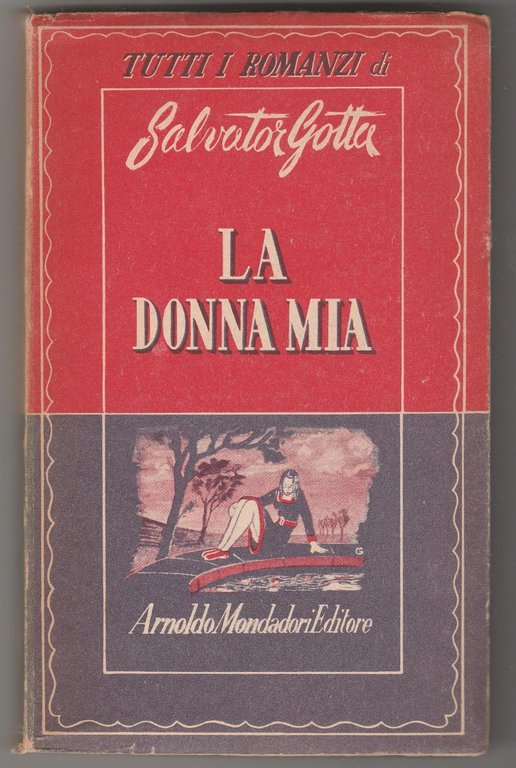 TUTTI I ROMANZI di
Salvator Gotta
LA
DONNA MIA
G
Arnoldo Mondadori Editore